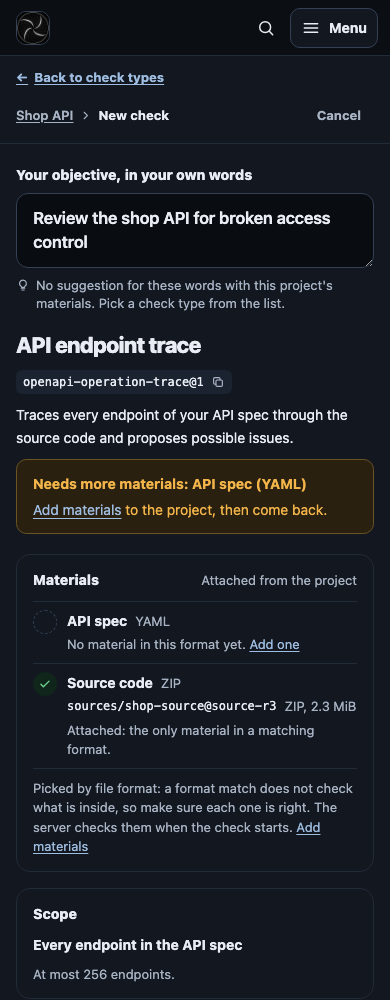 Menu
← Back to check types
Shop API > New check
Cancel
Your objective, in your own words
Review the shop API for broken access
control
No suggestion for these words with this project's
materials. Pick a check type from the list.
API endpoint trace
openapi-operation-trace@1
Traces every endpoint of your API spec through the
source code and proposes possible issues.
Needs more materials: API spec (YAML)
Add materials to the project, then come back.
Materials
Attached from the project
API spec YAML
No material in this format yet. Add one
Source code ZIP
sources/shop-source@source-r3 ZIP, 2.3 MiB
Attached: the only material in a matching
format.
Picked by file format: a format match does not check
what is inside, so make sure each one is right. The
server checks them when the check starts. Add
materials
Scope
Every endpoint in the API spec
At most 256 endpoints.